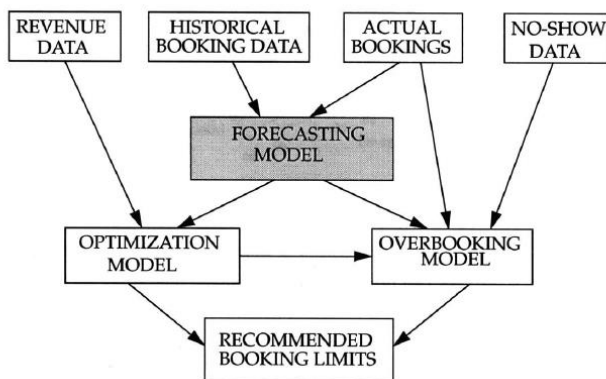 REVENUE
DATA
HISTORICAL
BOOKING DATA
ACTUAL
BOOKINGS
NO-SHOW
DATA
FORECASTING
MODEL
OPTIMIZATION
MODEL
OVERBOOKING
MODEL
RECOMMENDED
BOOKING LIMITS